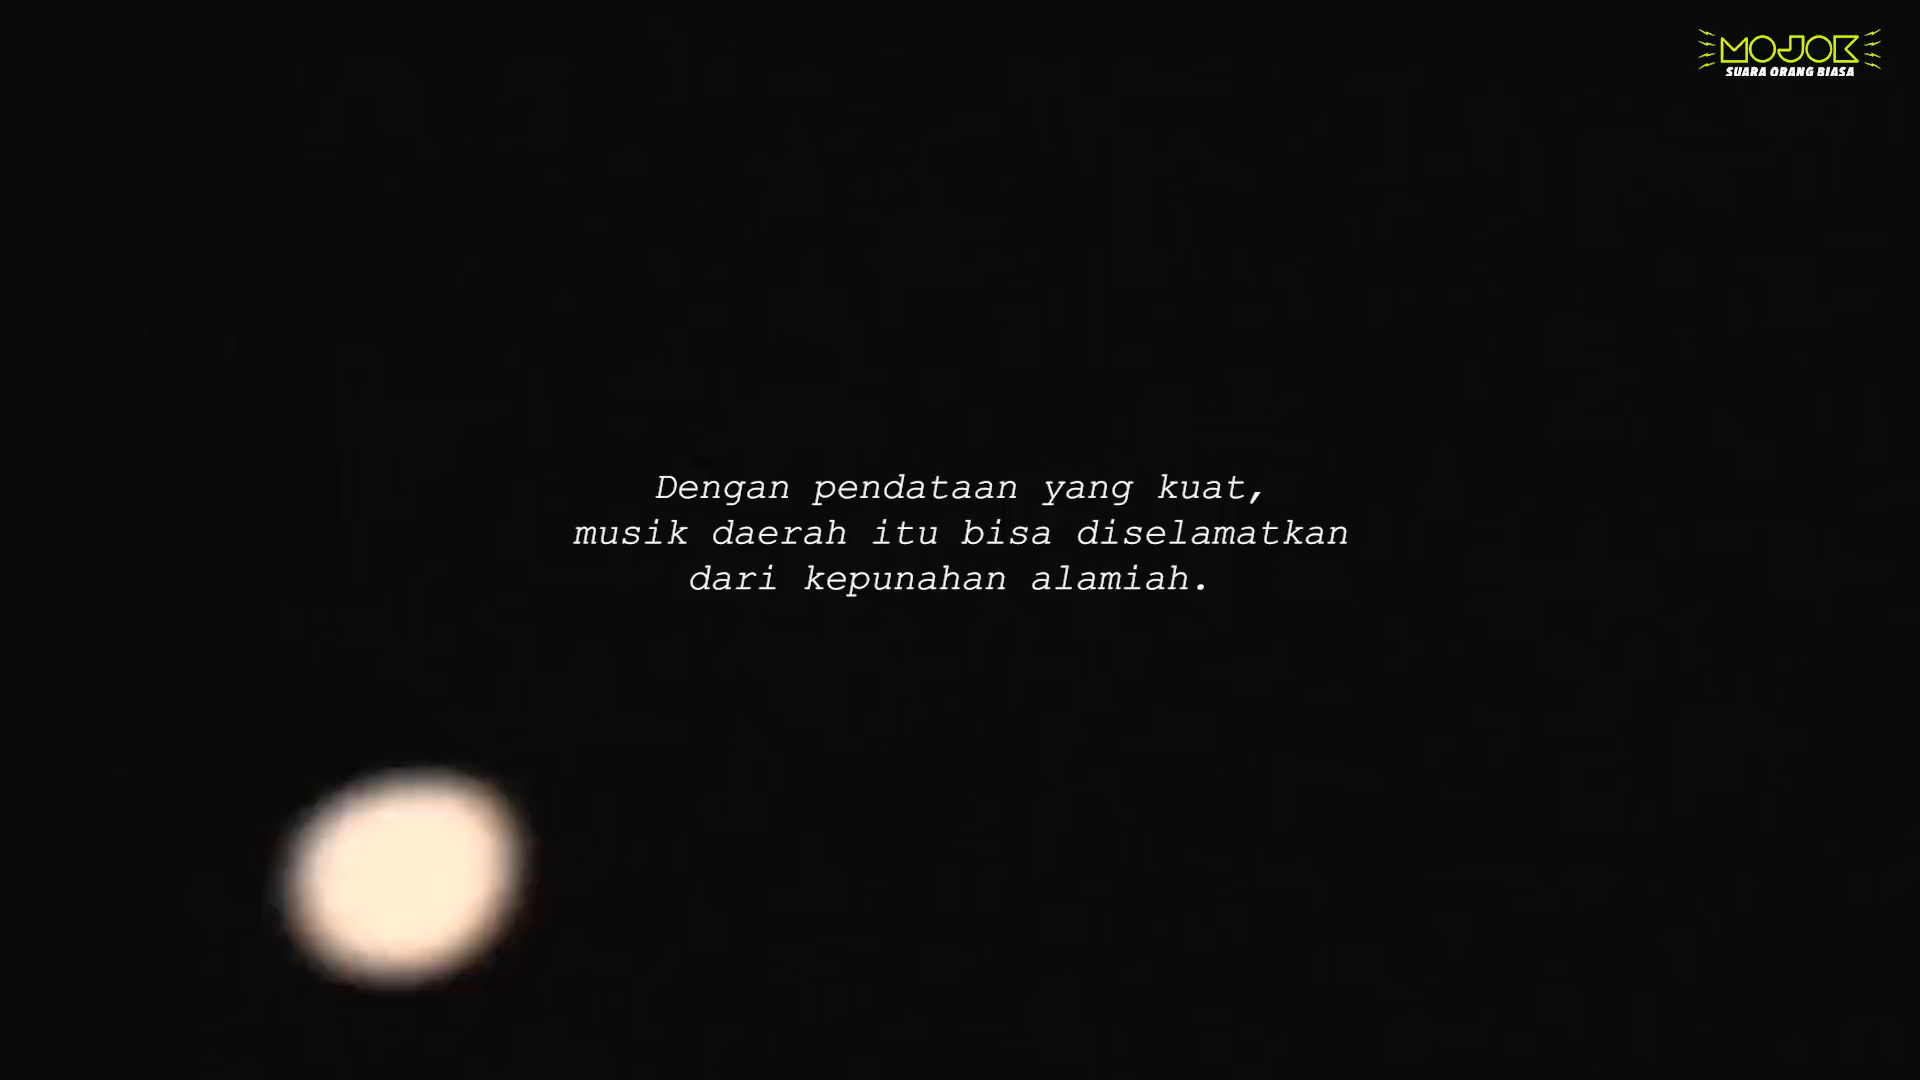 MOJOK
SUARA ORANG BIASA
Dengan pendataan yang kuat,
musik daerah itu bisa diselamatkan
dari kepunahan alamiah.